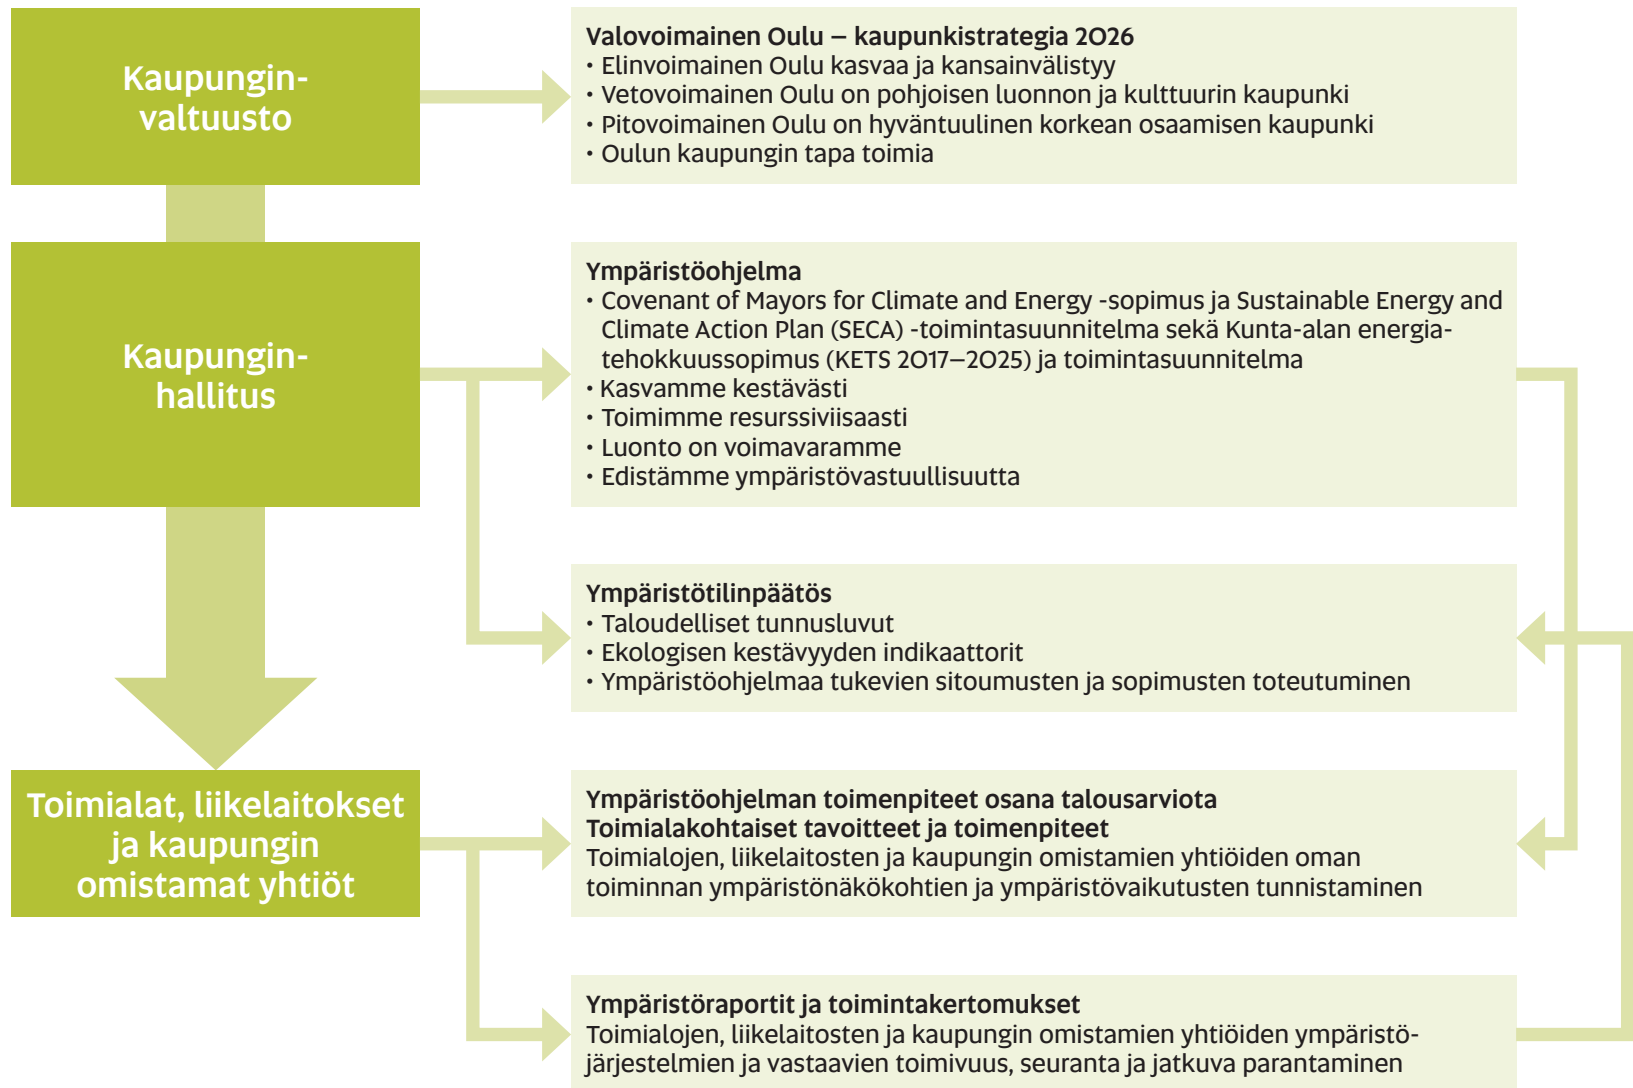 Kaupungin-
valtuusto
Valovoimainen Oulu – kaupunkistrategia 2026
• Elinvoimainen Oulu kasvaa ja kansainvälistyy
• Vetovoimainen Oulu on pohjoisen luonnon ja kulttuurin kaupunki
• Pitovoimainen Oulu on hyväntuulinen korkean osaamisen kaupunki
• Oulun kaupungin tapa toimia
Kaupungin-
hallitus
Ympäristöohjelma
• Covenant of Mayors for Climate and Energy -sopimus ja Sustainable Energy and
Climate Action Plan (SECA) -toimintasuunnitelma sekä Kunta-alan energia-
tehokkuussopimus (KETS 2017–2025) ja toimintasuunnitelma
• Kasvamme kestävästi
• Toimimme resurssiviisaasti
• Luonto on voimavaramme
• Edistämme ympäristövastuullisuutta
Ympäristötilinpäätös
• Taloudelliset tunnusluvut
• Ekologisen kestävyyden indikaattorit
• Ympäristöohjelmaa tukevien sitoumusten ja sopimusten toteutuminen
Toimialat, liikelaitokset
ja kaupungin
omistamat yhtiöt
Ympäristöohjelman toimenpiteet osana talousarviota
Toimialakohtaiset tavoitteet ja toimenpiteet
Toimialojen, liikelaitosten ja kaupungin omistamien yhtiöiden oman
toiminnan ympäristönäkökohtien ja ympäristövaikutusten tunnistaminen
Ympäristöraportit ja toimintakertomukset
Toimialojen, liikelaitosten ja kaupungin omistamien yhtiöiden ympäristö-
järjestelmien ja vastaavien toimivuus, seuranta ja jatkuva parantaminen